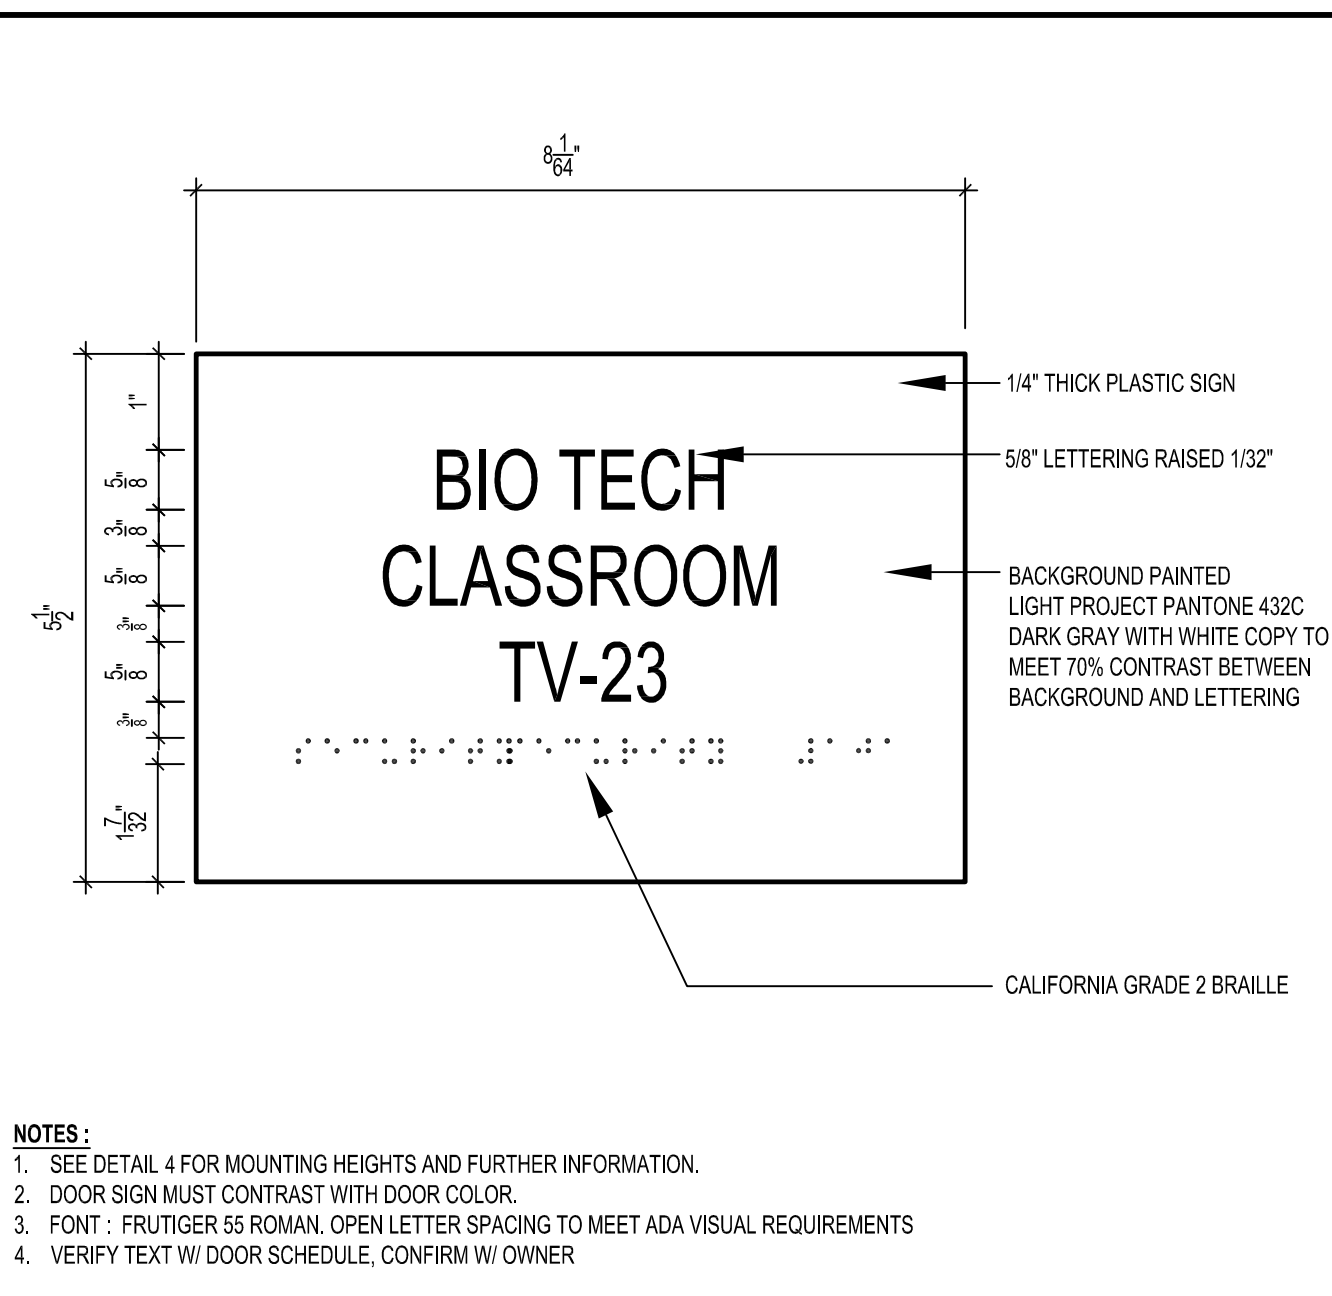 8 1/64"
1"
5/8"
3/8"
5/8"
3/8"
5/8"
3/8"
1 7/32"
5 1/2"
BIO TECH
CLASSROOM
TV-23
1/4" THICK PLASTIC SIGN
5/8" LETTERING RAISED 1/32"
BACKGROUND PAINTED
LIGHT PROJECT PANTONE 432C
DARK GRAY WITH WHITE COPY TO
MEET 70% CONTRAST BETWEEN
BACKGROUND AND LETTERING
CALIFORNIA GRADE 2 BRAILLE
NOTES :
1. SEE DETAIL 4 FOR MOUNTING HEIGHTS AND FURTHER INFORMATION.
2. DOOR SIGN MUST CONTRAST WITH DOOR COLOR.
3. FONT : FRUTIGER 55 ROMAN. OPEN LETTER SPACING TO MEET ADA VISUAL REQUIREMENTS
4. VERIFY TEXT W/ DOOR SCHEDULE, CONFIRM W/ OWNER